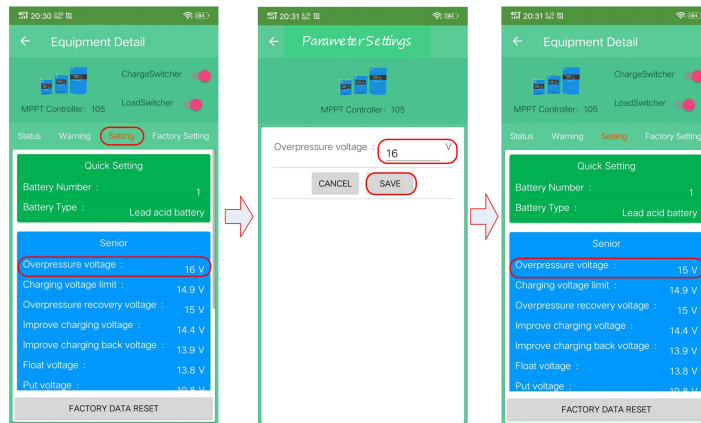 20:30
Equipment Detail
ChargeSwitcher
MPPT Controller: 105
LoadSwitcher
Status Warning Setting Factory Setting
Quick Setting
Battery Number : 1
Battery Type : Lead acid battery
Senior
Overpressure voltage : 16 V
Charging voltage limit : 14.9 V
Overpressure recovery voltage : 15 V
Improve charging voltage : 14.4 V
Improve charging back voltage : 13.9 V
Float voltage : 13.8 V
Put voltage : 10.8 V
FACTORY DATA RESET
20:31
Parameter Settings
MPPT Controller: 105
Overpressure voltage : 16 V
CANCEL SAVE
20:31
Equipment Detail
ChargeSwitcher
MPPT Controller: 105
LoadSwitcher
Status Warning Setting Factory Setting
Quick Setting
Battery Number : 1
Battery Type : Lead acid battery
Senior
Overpressure voltage : 15 V
Charging voltage limit : 14.9 V
Overpressure recovery voltage : 15 V
Improve charging voltage : 14.4 V
Improve charging back voltage : 13.9 V
Float voltage : 13.8 V
Put voltage : 10.8 V
FACTORY DATA RESET